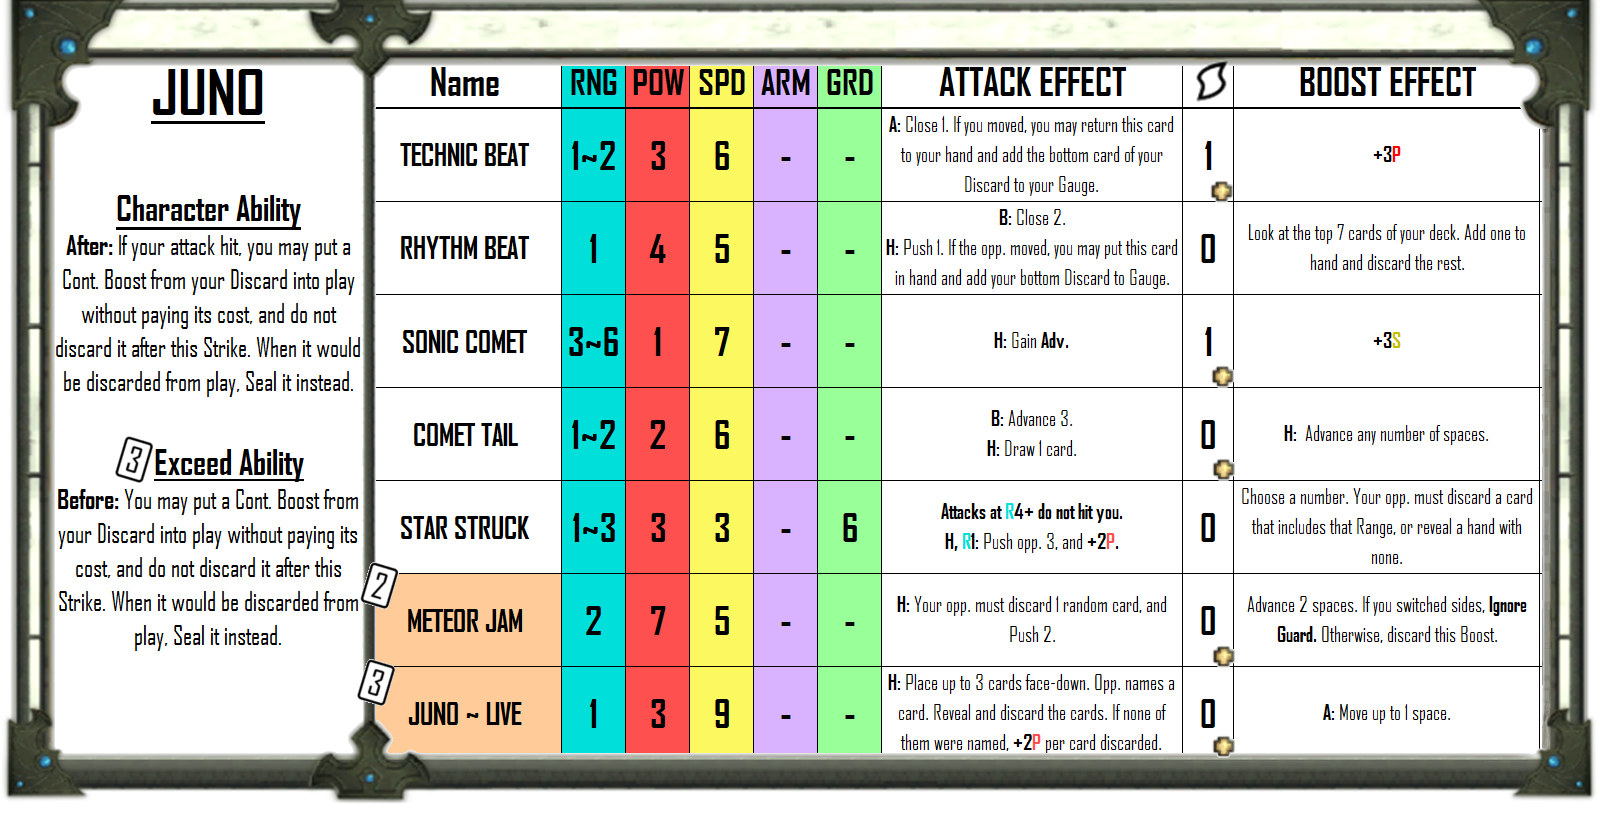 JUNO
Character Ability
After: If your attack hit, you may put a
Cont. Boost from your Discard into play
without paying its cost, and do not
discard it after this Strike. When it would
be discarded from play, Seal it instead.
3 Exceed Ability
Before: You may put a Cont. Boost from
your Discard into play without paying its
cost, and do not discard it after this
Strike. When it would be discarded from
play, Seal it instead.
Name RNG POW SPD ARM GRD ATTACK EFFECT BOOST EFFECT
TECHNIC BEAT 1~2 3 6 - -
A: Close 1. If you moved, you may return this card
to your hand and add the bottom card of your
Discard to your Gauge.
1
+3P
RHYTHM BEAT 1 4 5 - -
B: Close 2.
H: Push 1. If the opp. moved, you may put this card
in hand and add your bottom Discard to Gauge.
0
Look at the top 7 cards of your deck. Add one to
hand and discard the rest.
SONIC COMET 3~6 1 7 - -
H: Gain Adv.
1
+3S
COMET TAIL 1~2 2 6 - -
B: Advance 3.
H: Draw 1 card.
0
H: Advance any number of spaces.
STAR STRUCK 1~3 3 3 - 6
Attacks at R4+ do not hit you.
H, R1: Push opp. 3, and +2P.
0
Choose a number. Your opp. must discard a card
that includes that Range, or reveal a hand with
none.
2
METEOR JAM 2 7 5 - -
H: Your opp. must discard 1 random card, and
Push 2.
0
Advance 2 spaces. If you switched sides, Ignore
Guard. Otherwise, discard this Boost.
3
JUNO ~ LIVE 1 3 9 - -
H: Place up to 3 cards face-down. Opp. names a
card. Reveal and discard the cards. If none of
them were named, +2P per card discarded.
0
A: Move up to 1 space.